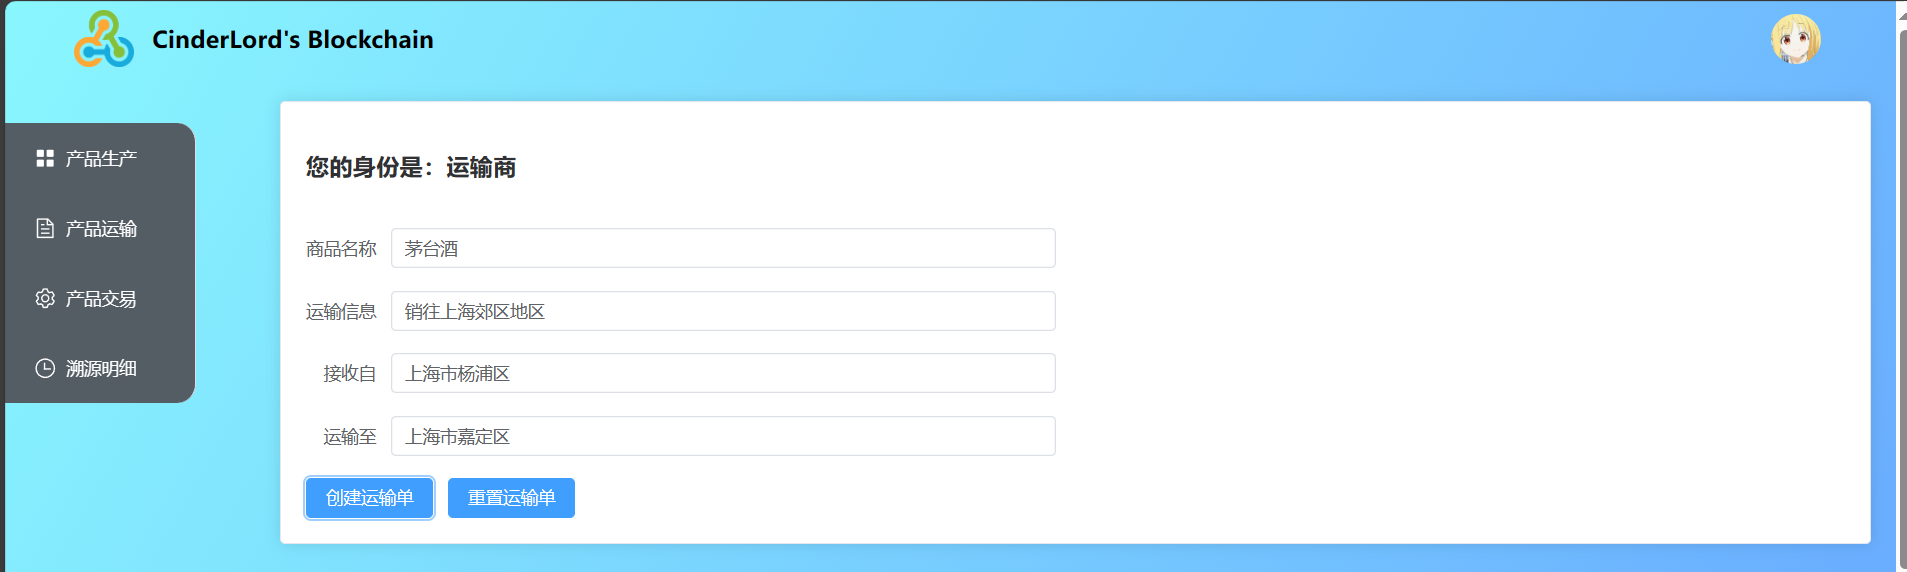 CinderLord's Blockchain
产品生产
产品运输
产品交易
溯源明细
您的身份是：运输商
商品名称 茅台酒
运输信息 销往上海郊区地区
接收自 上海市杨浦区
运输至 上海市嘉定区
创建运输单 重置运输单